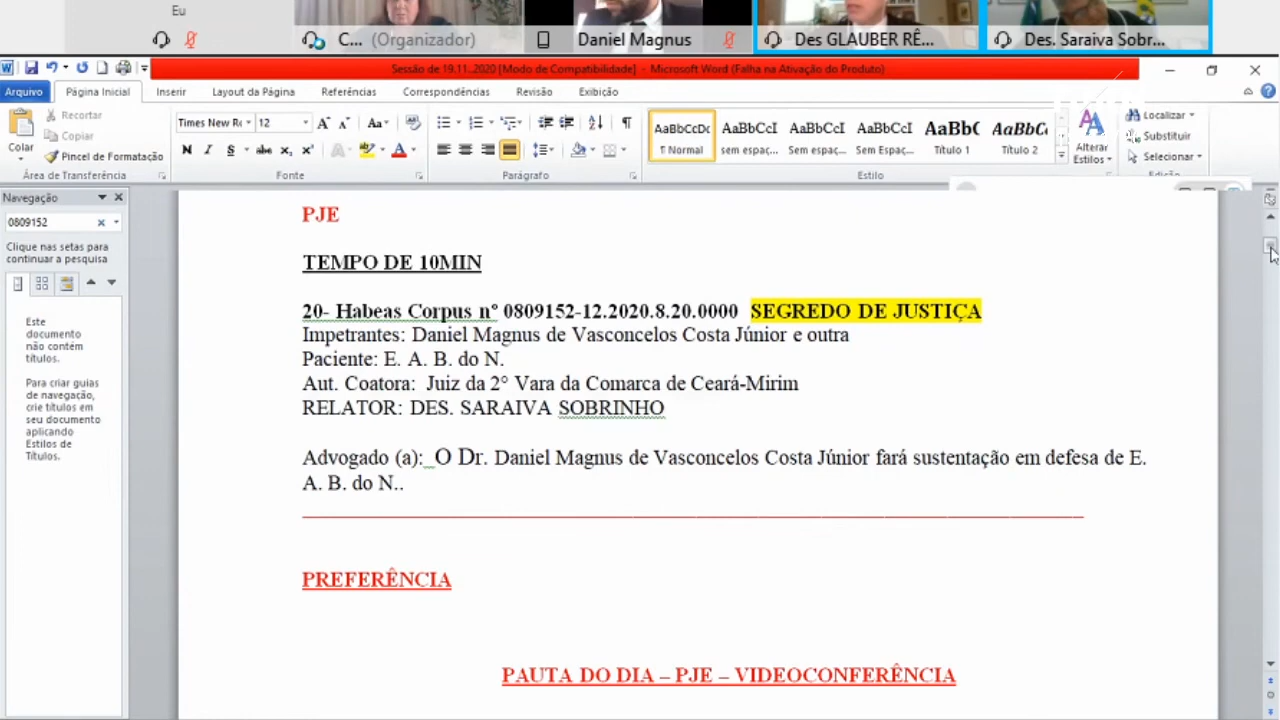 Eu
C... (Organizador)
Daniel Magnus
Des GLAUBER RÊ...
Des. Saraiva Sobr...
Sessão de 19.11..2020 [Modo de Compatibilidade] - Microsoft Word (Falha na Ativação do Produto)
Arquivo Página Inicial Inserir Layout da Página Referências Correspondências Revisão Exibição
Colar
Recortar
Copiar
Pincel de Formatação
Área de Transferência
Times New Ro 12
N I S abc x₂ x²
Fonte
Parágrafo
AaBbCcDc AaBbCcI AaBbCcI AaBbCcI AaBbC AaBbC
¶ Normal sem espaç... Sem espaç... Sem Espaç... Título 1 Título 2
Estilo
Alterar
Estilos
Localizar
Substituir
Selecionar
Edição
Navegação
0809152
Clique nas setas para
continuar a pesquisa
Este
documento
não contém
títulos.
Para criar guias
de navegação,
crie títulos em
seu documento
aplicando
Estilos de
Títulos.
PJE
TEMPO DE 10MIN
20- Habeas Corpus nº 0809152-12.2020.8.20.0000 SEGREDO DE JUSTIÇA
Impetrantes: Daniel Magnus de Vasconcelos Costa Júnior e outra
Paciente: E. A. B. do N.
Aut. Coatora: Juiz da 2° Vara da Comarca de Ceará-Mirim
RELATOR: DES. SARAIVA SOBRINHO
Advogado (a): O Dr. Daniel Magnus de Vasconcelos Costa Júnior fará sustentação em defesa de E.
A. B. do N..
PREFERÊNCIA
PAUTA DO DIA – PJE – VIDEOCONFERÊNCIA